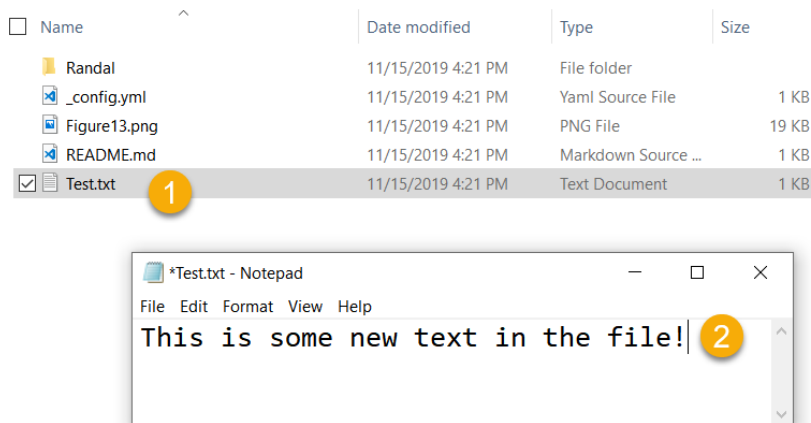 Name Date modified Type Size
Randal 11/15/2019 4:21 PM File folder
_config.yml 11/15/2019 4:21 PM Yaml Source File 1 KB
Figure13.png 11/15/2019 4:21 PM PNG File 19 KB
README.md 11/15/2019 4:21 PM Markdown Source ... 1 KB
Test.txt 1 11/15/2019 4:21 PM Text Document 1 KB
*Test.txt - Notepad
File Edit Format View Help
This is some new text in the file! 2